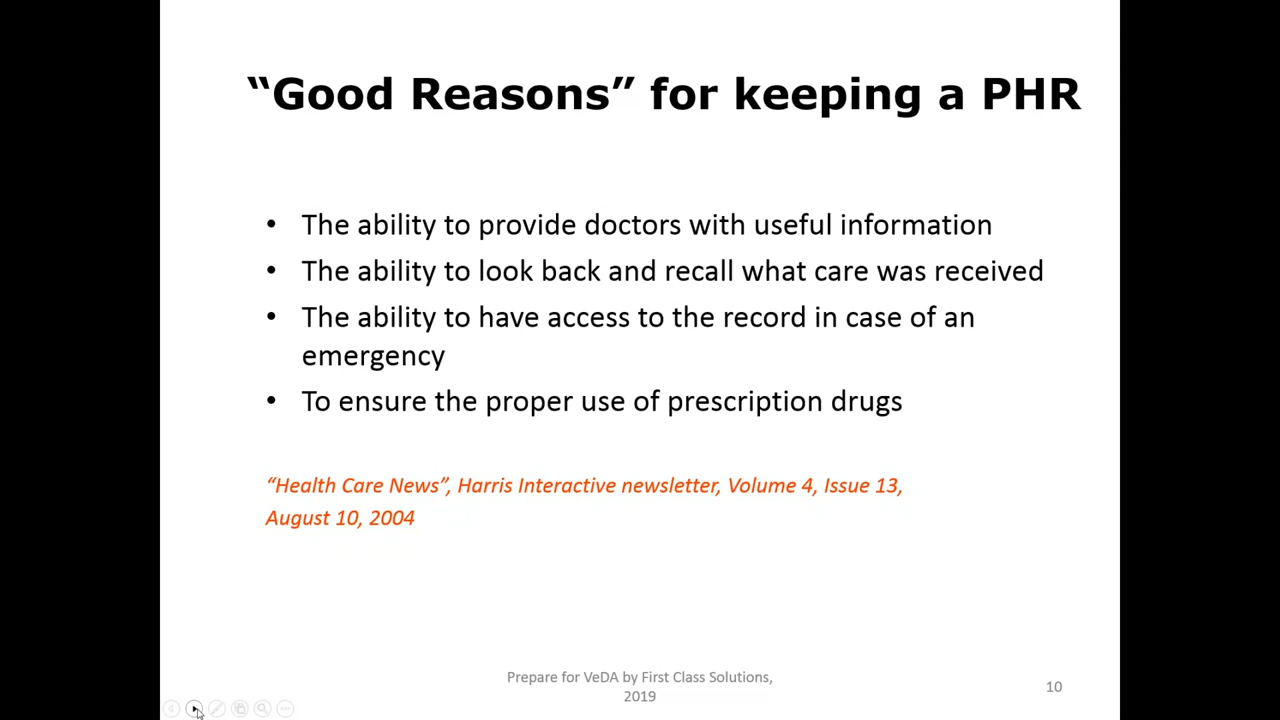 “Good Reasons” for keeping a PHR
• The ability to provide doctors with useful information
• The ability to look back and recall what care was received
• The ability to have access to the record in case of an
emergency
• To ensure the proper use of prescription drugs
“Health Care News”, Harris Interactive newsletter, Volume 4, Issue 13,
August 10, 2004
Prepare for VeDA by First Class Solutions,
2019
10